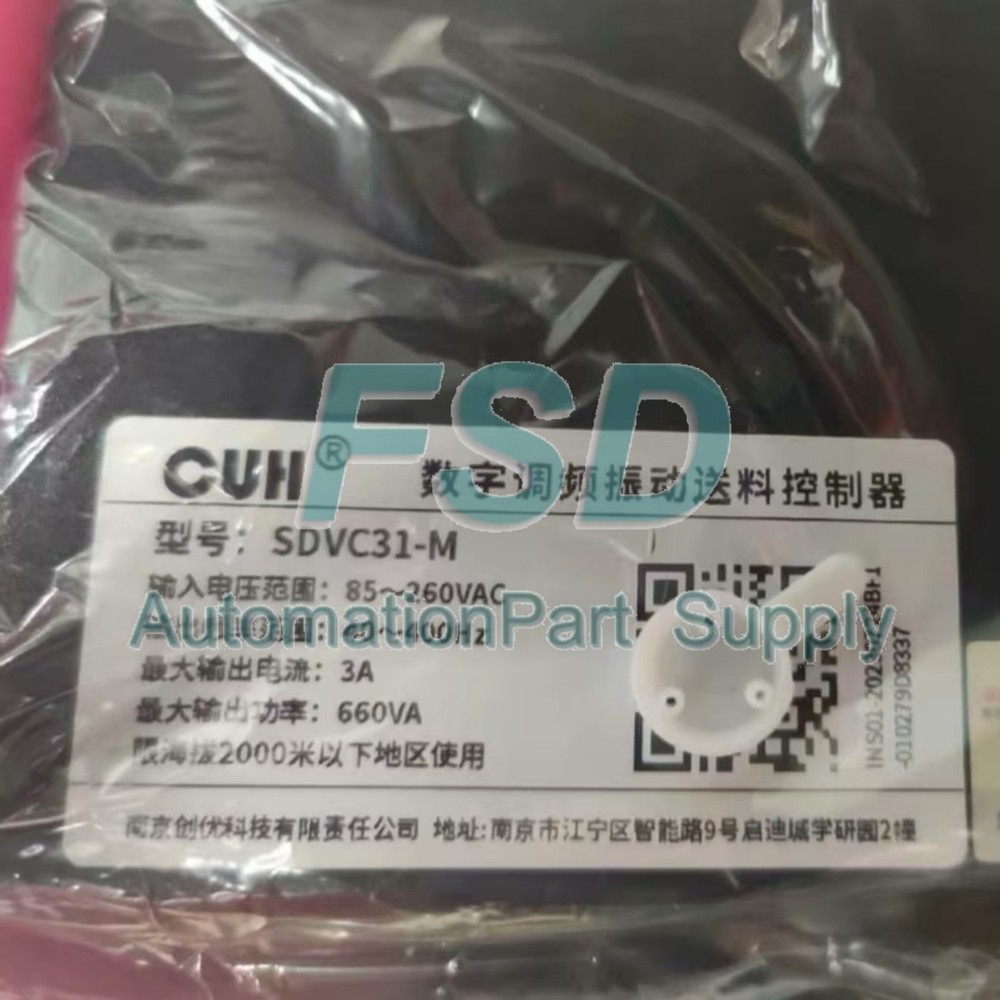 CUH®
数字调频振动送料控制器
型号：SDVC31-M
输入电压范围：85～260VAC
最大输出电流：3A
最大输出功率：660VA
限海拔2000米以下地区使用
南京创优科技有限责任公司 地址:南京市江宁区智能路9号启迪城学研园2幢
-010279D8337
FSD
AutomationPart Supply